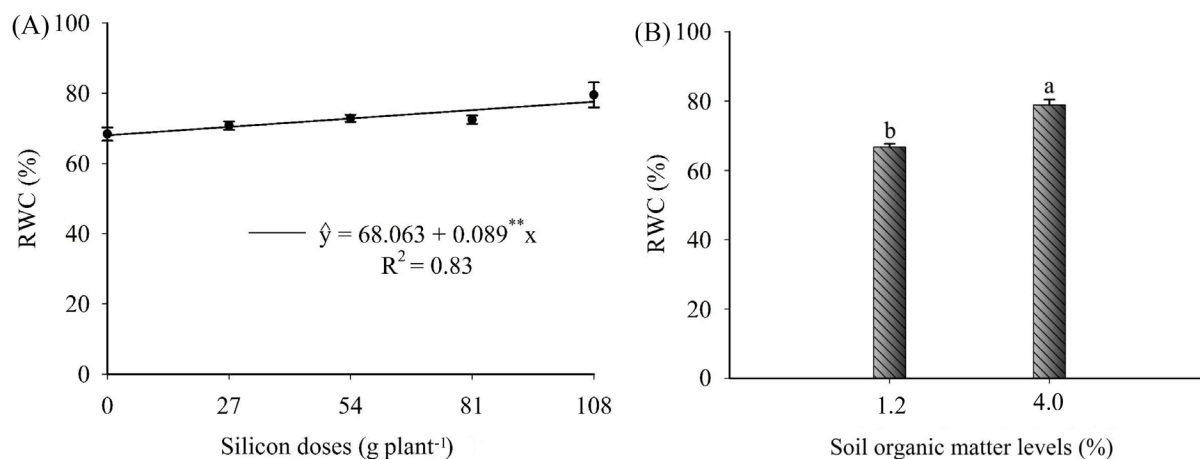 (A)
100
80
60
40
20
0
RWC (%)
ŷ = 68.063 + 0.089**x
R² = 0.83
0 27 54 81 108
Silicon doses (g plant⁻¹)
(B)
100
80
60
40
20
0
RWC (%)
b
a
1.2 4.0
Soil organic matter levels (%)